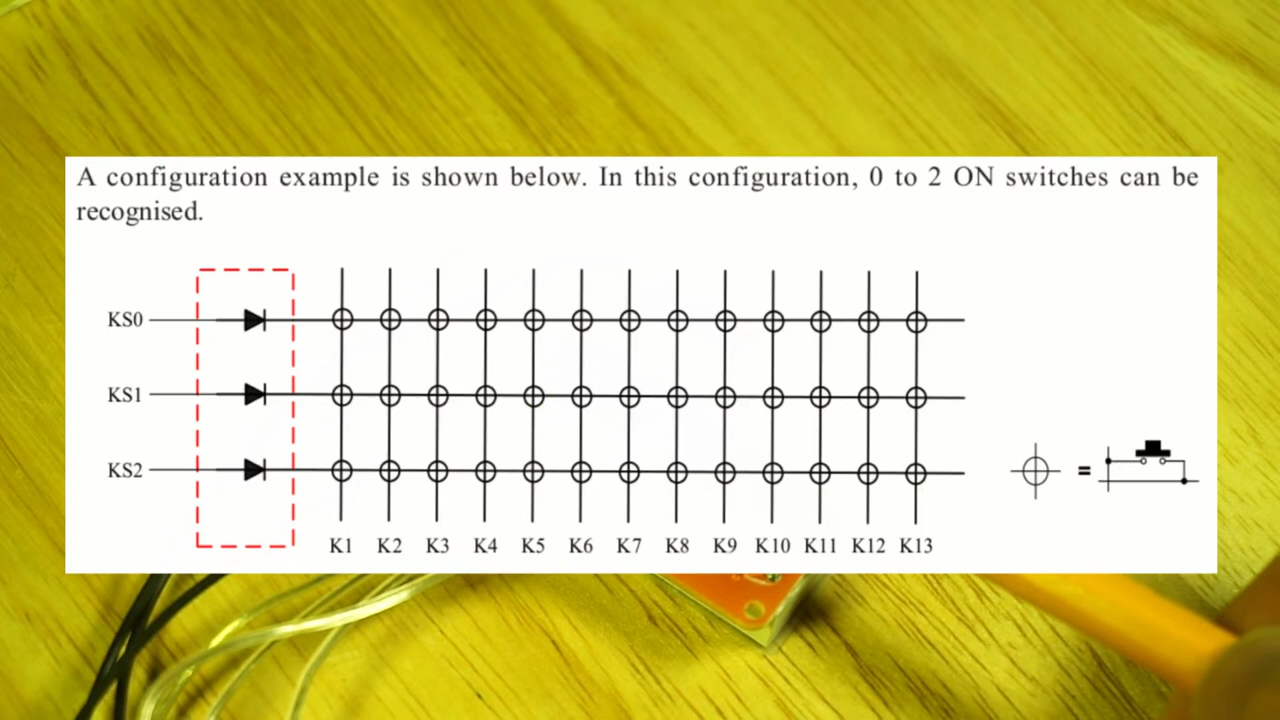 A configuration example is shown below. In this configuration, 0 to 2 ON switches can be
recognised.
KS0
KS1
KS2
=
K1 K2 K3 K4 K5 K6 K7 K8 K9 K10 K11 K12 K13